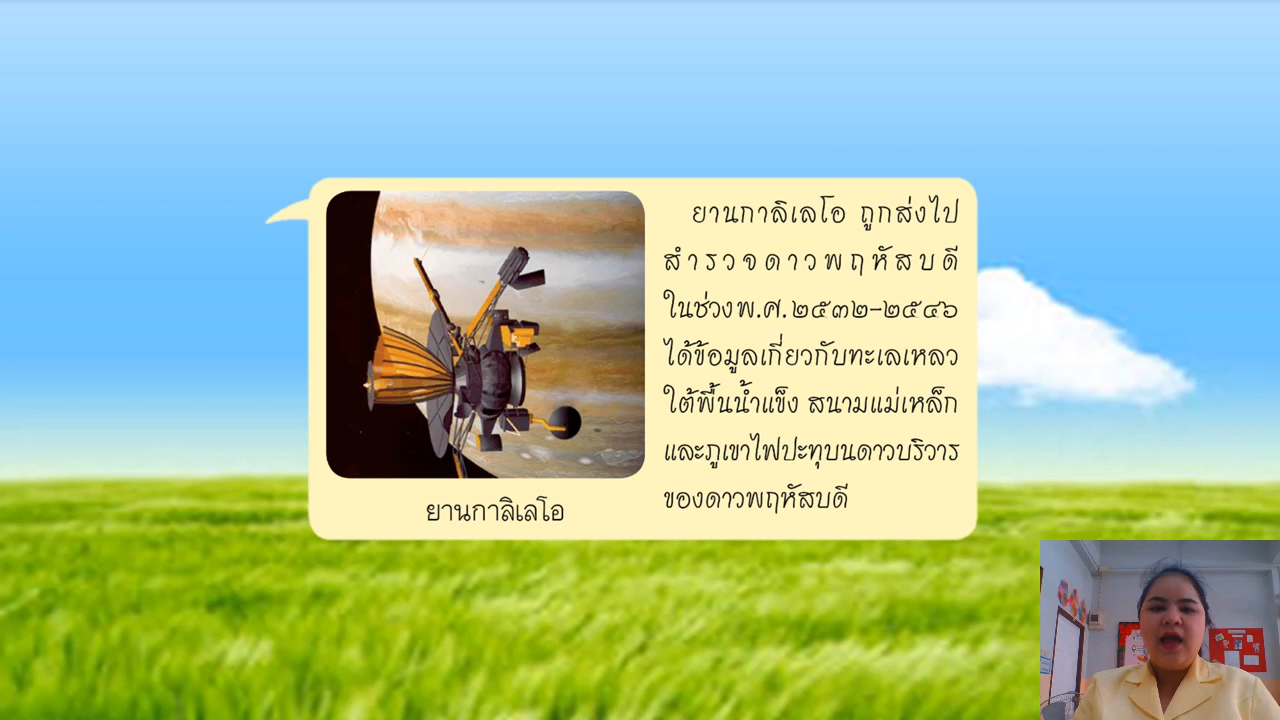 ยานกาลิเลโอ ถูกส่งไป
สำรวจดาวพฤหัสบดี
ในช่วงพ.ศ.๒๕๓๒-๒๕๔๖
ได้ข้อมูลเกี่ยวกับทะเลเหลว
ใต้พื้นน้ำแข็ง สนามแม่เหล็ก
และภูเขาไฟปะทุบนดาวบริวาร
ของดาวพฤหัสบดี
ยานกาลิเลโอ